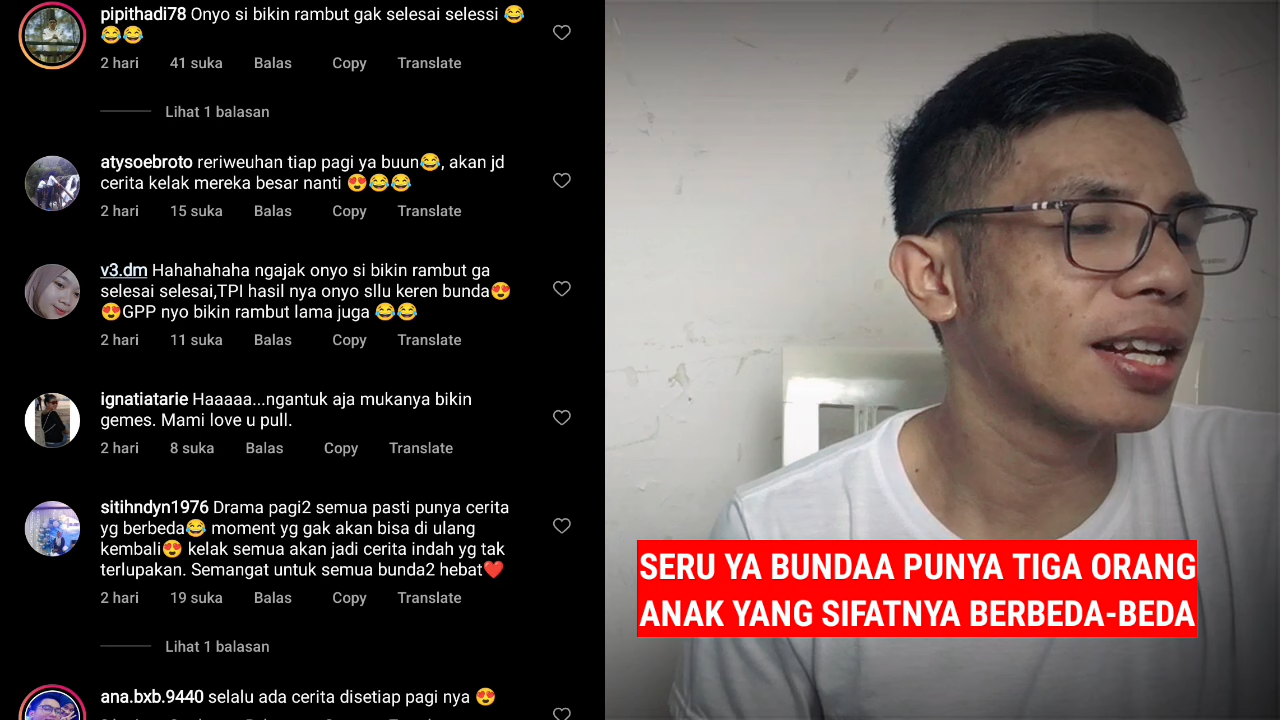 pipithadi78 Onyo si bikin rambut gak selesai selessi 😂
😂😂
2 hari 41 suka Balas Copy Translate
Lihat 1 balasan
atysoebroto reriweuhan tiap pagi ya buun😂, akan jd
cerita kelak mereka besar nanti 😍😂😂
2 hari 15 suka Balas Copy Translate
v3.dm Hahahahaha ngajak onyo si bikin rambut ga
selesai selesai,TPI hasil nya onyo sllu keren bunda😍
😍GPP nyo bikin rambut lama juga 😂😂
2 hari 11 suka Balas Copy Translate
ignatiatarie Haaaaa...ngantuk aja mukanya bikin
gemes. Mami love u pull.
2 hari 8 suka Balas Copy Translate
sitihndyn1976 Drama pagi2 semua pasti punya cerita
yg berbeda😂 moment yg gak akan bisa di ulang
kembali😍 kelak semua akan jadi cerita indah yg tak
terlupakan. Semangat untuk semua bunda2 hebat❤️
2 hari 19 suka Balas Copy Translate
Lihat 1 balasan
ana.bxb.9440 selalu ada cerita disetiap pagi nya 😍
SERU YA BUNDAA PUNYA TIGA ORANG
ANAK YANG SIFATNYA BERBEDA-BEDA